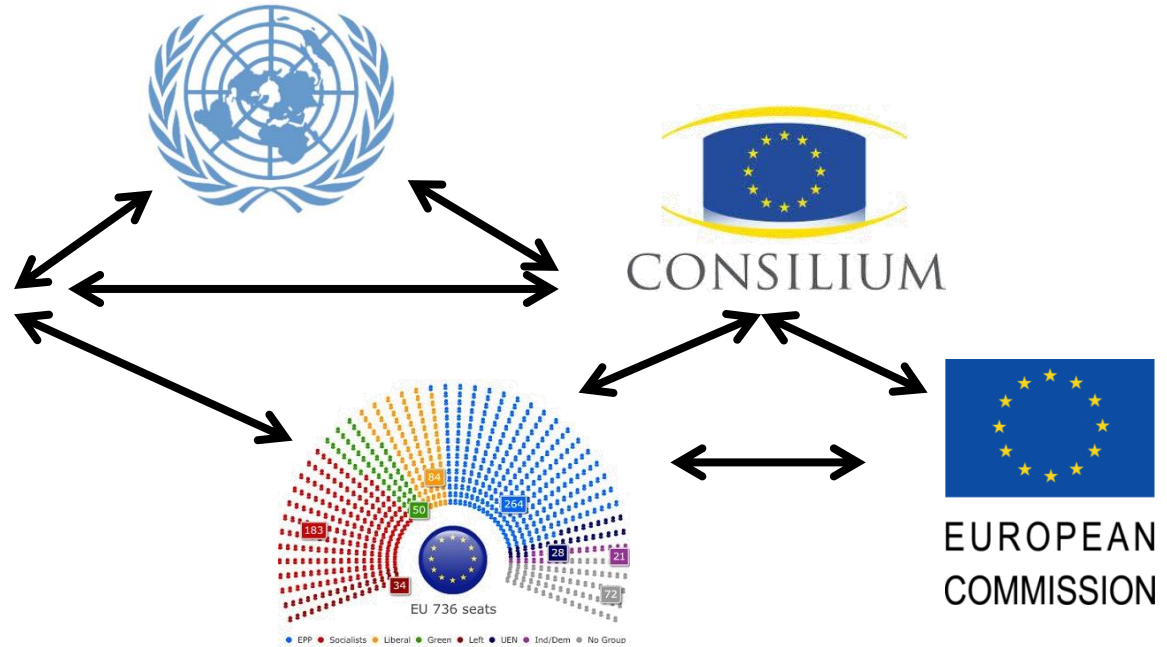 CONSILIUM
84
264
50
183
28
21
34
72
EU 736 seats
EPP Socialists Liberal Green Left UEN Ind/Dem No Group
EUROPEAN
COMMISSION